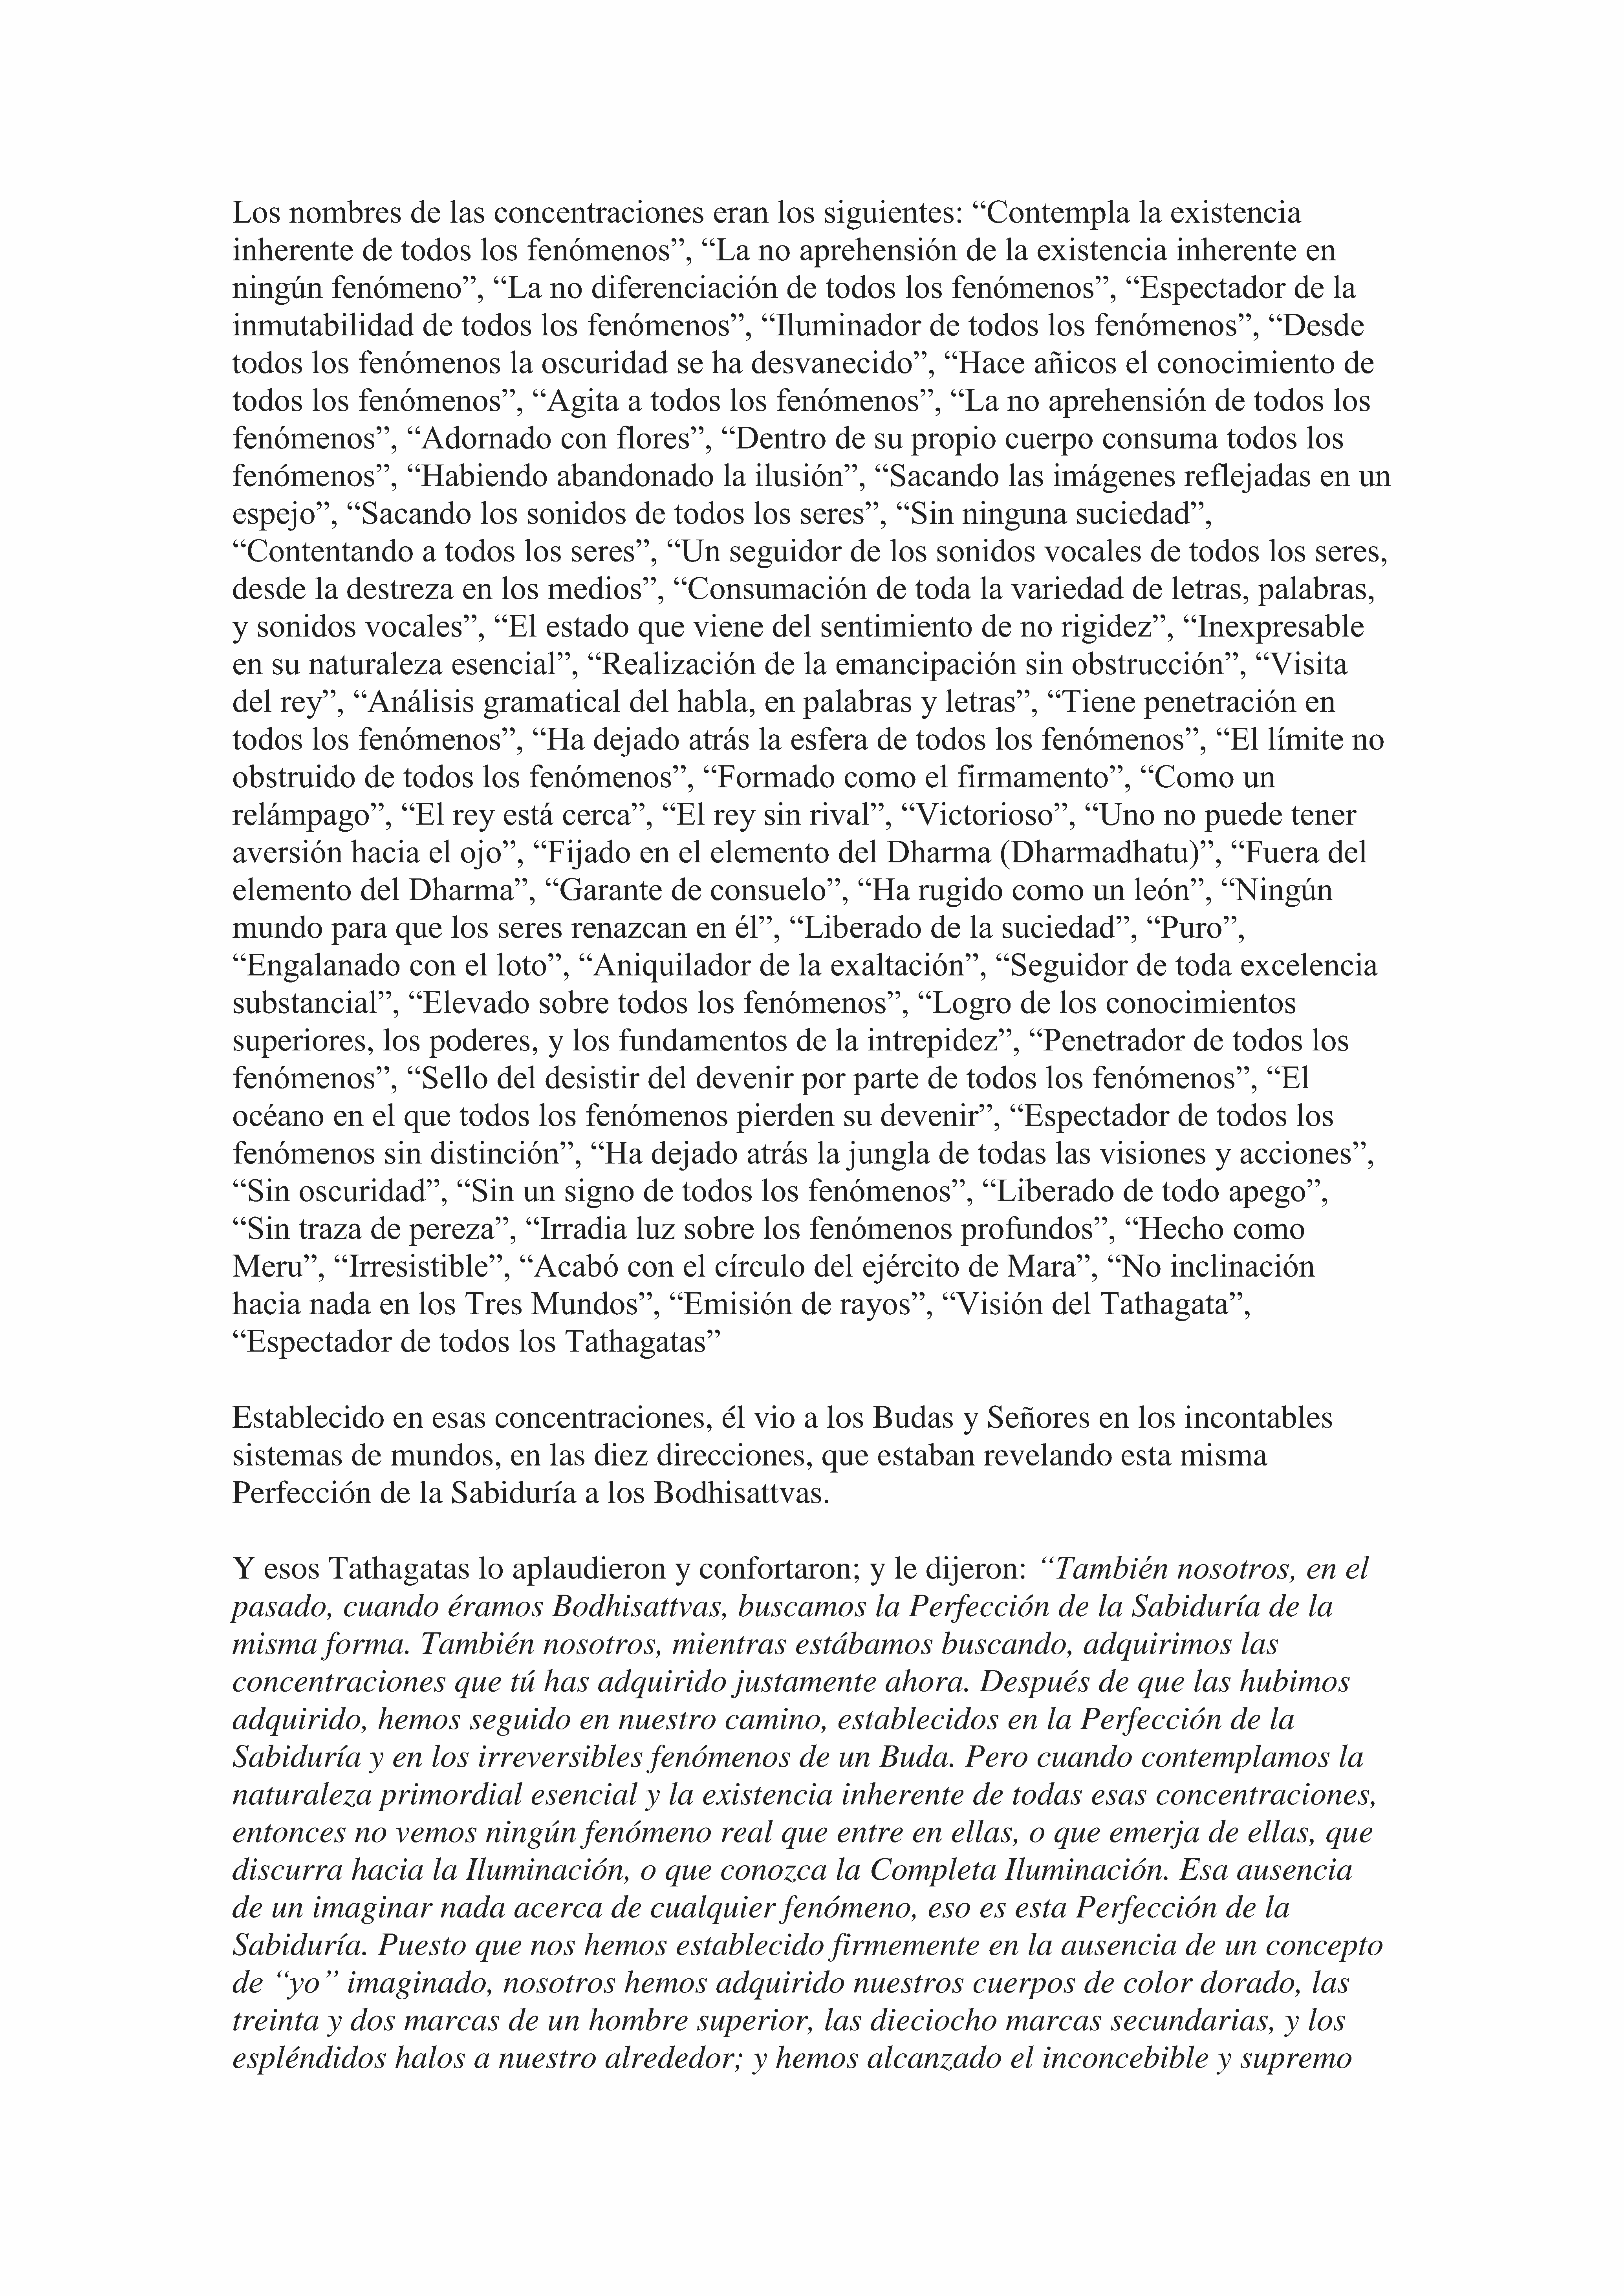 Los nombres de las concentraciones eran los siguientes: “Contempla la existencia
inherente de todos los fenómenos”, “La no aprehensión de la existencia inherente en
ningún fenómeno”, “La no diferenciación de todos los fenómenos”, “Espectador de la
inmutabilidad de todos los fenómenos”, “Iluminador de todos los fenómenos”, “Desde
todos los fenómenos la oscuridad se ha desvanecido”, “Hace añicos el conocimiento de
todos los fenómenos”, “Agita a todos los fenómenos”, “La no aprehensión de todos los
fenómenos”, “Adornado con flores”, “Dentro de su propio cuerpo consuma todos los
fenómenos”, “Habiendo abandonado la ilusión”, “Sacando las imágenes reflejadas en un
espejo”, “Sacando los sonidos de todos los seres”, “Sin ninguna suciedad”,
“Contentando a todos los seres”, “Un seguidor de los sonidos vocales de todos los seres,
desde la destreza en los medios”, “Consumación de toda la variedad de letras, palabras,
y sonidos vocales”, “El estado que viene del sentimiento de no rigidez”, “Inexpresable
en su naturaleza esencial”, “Realización de la emancipación sin obstrucción”, “Visita
del rey”, “Análisis gramatical del habla, en palabras y letras”, “Tiene penetración en
todos los fenómenos”, “Ha dejado atrás la esfera de todos los fenómenos”, “El límite no
obstruido de todos los fenómenos”, “Formado como el firmamento”, “Como un
relámpago”, “El rey está cerca”, “El rey sin rival”, “Victorioso”, “Uno no puede tener
aversión hacia el ojo”, “Fijado en el elemento del Dharma (Dharmadhatu)”, “Fuera del
elemento del Dharma”, “Garante de consuelo”, “Ha rugido como un león”, “Ningún
mundo para que los seres renazcan en él”, “Liberado de la suciedad”, “Puro”,
“Engalanado con el loto”, “Aniquilador de la exaltación”, “Seguidor de toda excelencia
substancial”, “Elevado sobre todos los fenómenos”, “Logro de los conocimientos
superiores, los poderes, y los fundamentos de la intrepidez”, “Penetrador de todos los
fenómenos”, “Sello del desistir del devenir por parte de todos los fenómenos”, “El
océano en el que todos los fenómenos pierden su devenir”, “Espectador de todos los
fenómenos sin distinción”, “Ha dejado atrás la jungla de todas las visiones y acciones”,
“Sin oscuridad”, “Sin un signo de todos los fenómenos”, “Liberado de todo apego”,
“Sin traza de pereza”, “Irradia luz sobre los fenómenos profundos”, “Hecho como
Meru”, “Irresistible”, “Acabó con el círculo del ejército de Mara”, “No inclinación
hacia nada en los Tres Mundos”, “Emisión de rayos”, “Visión del Tathagata”,
“Espectador de todos los Tathagatas”
Establecido en esas concentraciones, él vio a los Budas y Señores en los incontables
sistemas de mundos, en las diez direcciones, que estaban revelando esta misma
Perfección de la Sabiduría a los Bodhisattvas.
Y esos Tathagatas lo aplaudieron y confortaron; y le dijeron: “También nosotros, en el
pasado, cuando éramos Bodhisattvas, buscamos la Perfección de la Sabiduría de la
misma forma. También nosotros, mientras estábamos buscando, adquirimos las
concentraciones que tú has adquirido justamente ahora. Después de que las hubimos
adquirido, hemos seguido en nuestro camino, establecidos en la Perfección de la
Sabiduría y en los irreversibles fenómenos de un Buda. Pero cuando contemplamos la
naturaleza primordial esencial y la existencia inherente de todas esas concentraciones,
entonces no vemos ningún fenómeno real que entre en ellas, o que emerja de ellas, que
discurra hacia la Iluminación, o que conozca la Completa Iluminación. Esa ausencia
de un imaginar nada acerca de cualquier fenómeno, eso es esta Perfección de la
Sabiduría. Puesto que nos hemos establecido firmemente en la ausencia de un concepto
de “yo” imaginado, nosotros hemos adquirido nuestros cuerpos de color dorado, las
treinta y dos marcas de un hombre superior, las dieciocho marcas secundarias, y los
espléndidos halos a nuestro alrededor; y hemos alcanzado el inconcebible y supremo